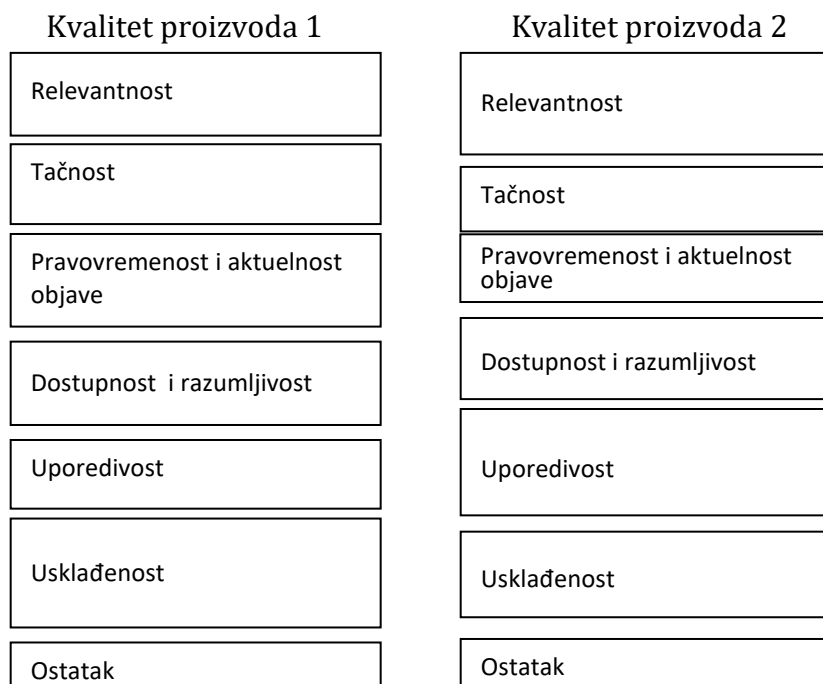 Kvalitet proizvoda 1
Relevantnost
Tačnost
Pravovremenost i aktuelnost
objave
Dostupnost i razumljivost
Uporedivost
Usklađenost
Ostatak
Kvalitet proizvoda 2
Relevantnost
Tačnost
Pravovremenost i aktuelnost
objave
Dostupnost i razumljivost
Uporedivost
Usklađenost
Ostatak